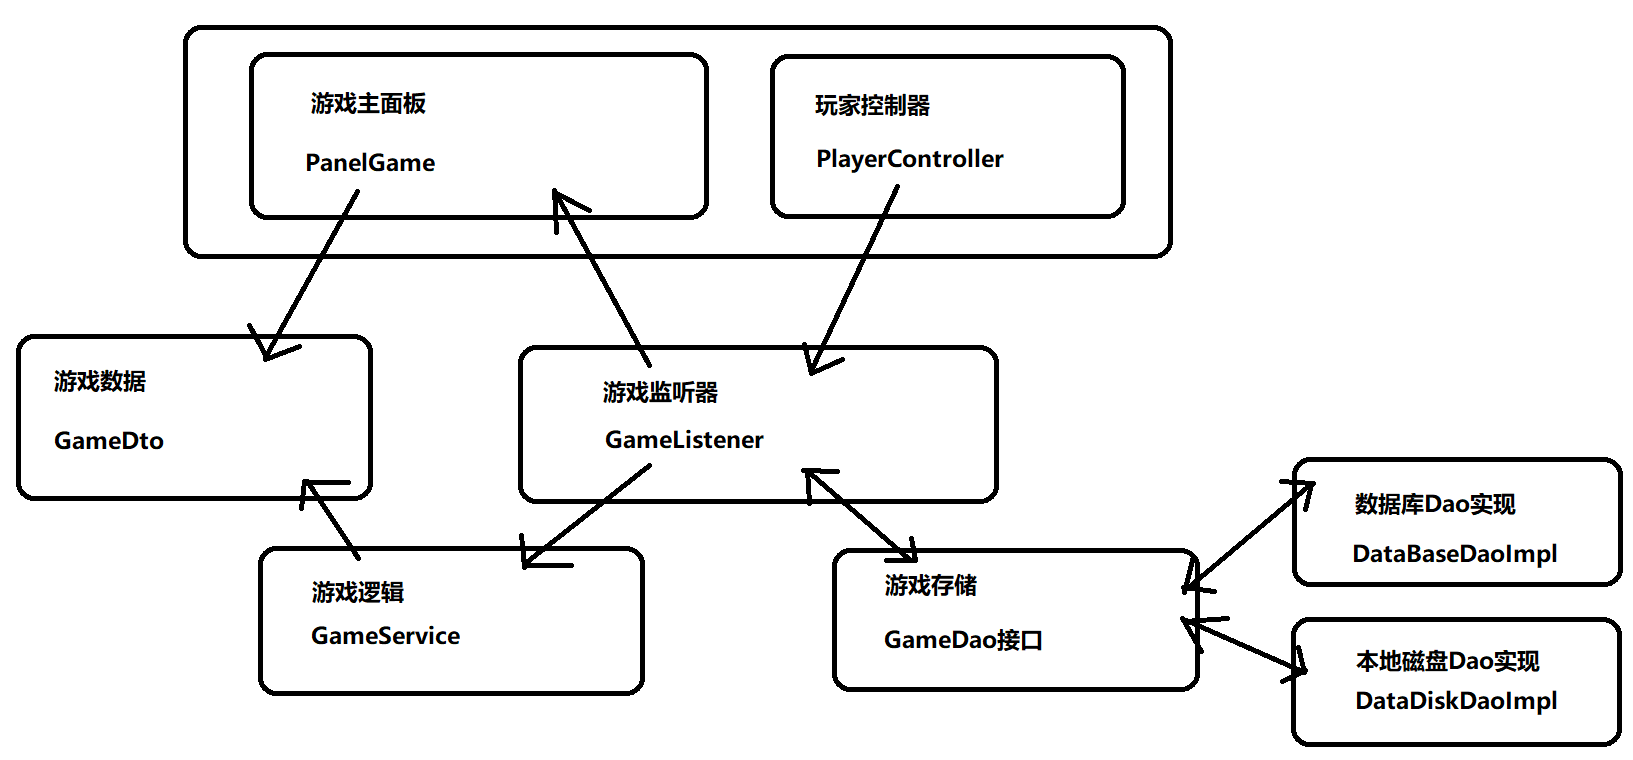 游戏主面板
PanelGame
玩家控制器
PlayerController
游戏数据
GameDto
游戏监听器
GameListener
游戏逻辑
GameService
游戏存储
GameDao接口
数据库Dao实现
DataBaseDaoImpl
本地磁盘Dao实现
DataDiskDaoImpl